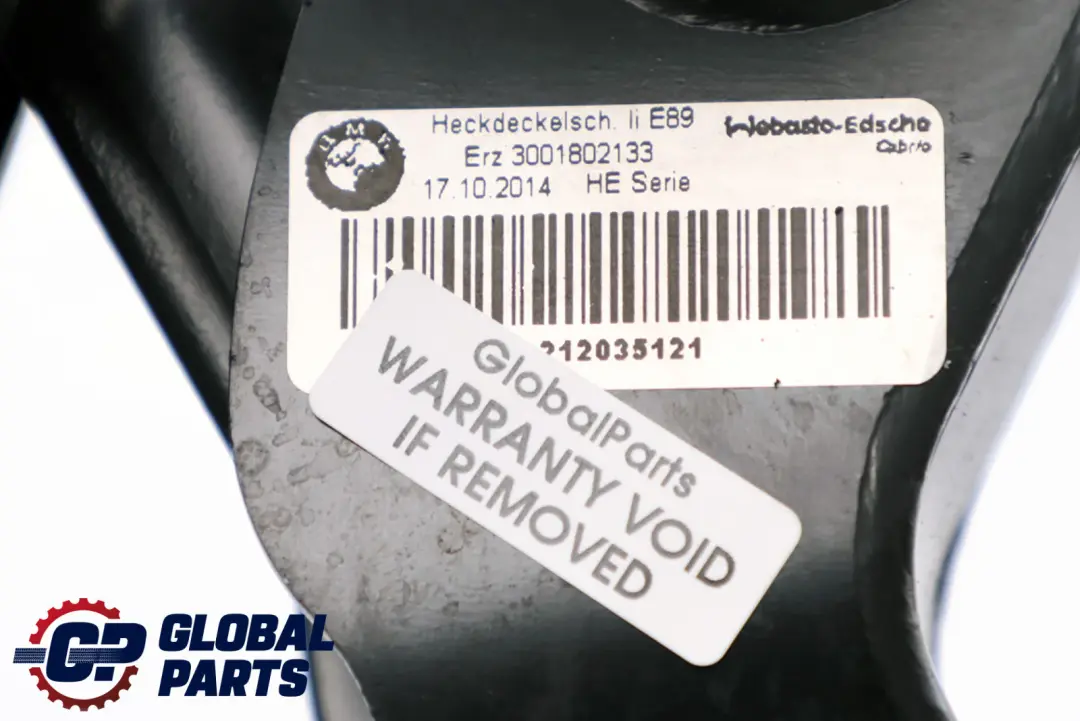 Heckdeckelsch. li E89
Erz 3001802133
17.10.2014 HE Serie
Webasto-Edscha
Cabrio
212035121
GlobalParts
WARRANTY VOID
IF REMOVED
GP GLOBAL
PARTS